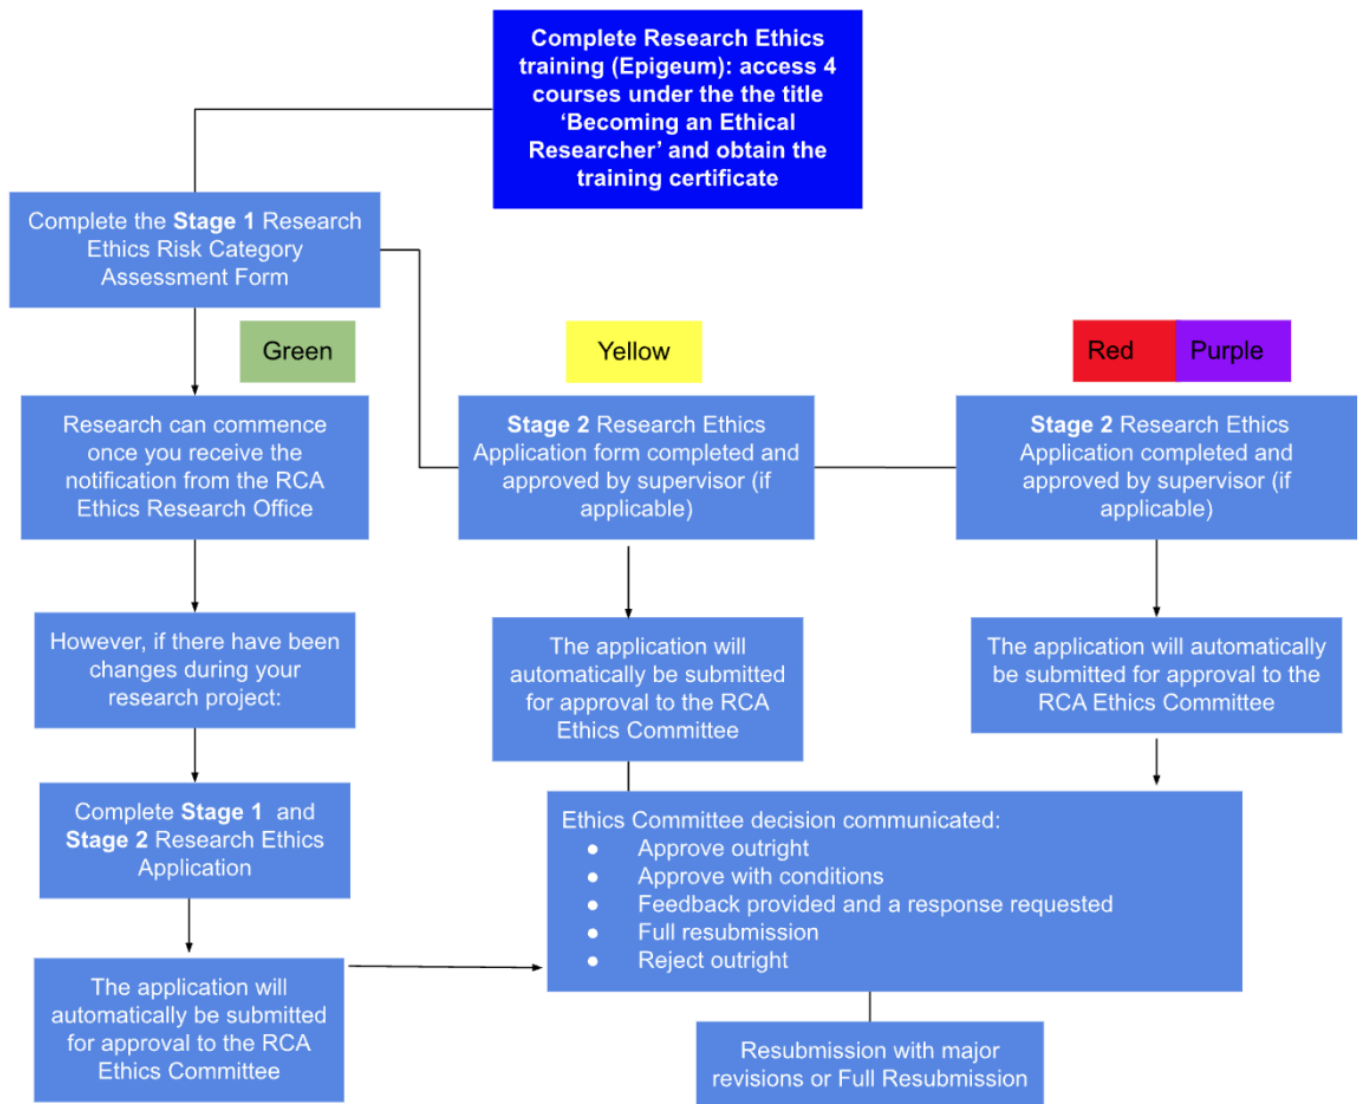 Complete Research Ethics
training (Epigeum): access 4
courses under the the title
‘Becoming an Ethical
Researcher’ and obtain the
training certificate
Complete the Stage 1 Research
Ethics Risk Category
Assessment Form
Green
Yellow
Red
Purple
Research can commence
once you receive the
notification from the RCA
Ethics Research Office
Stage 2 Research Ethics
Application form completed and
approved by supervisor (if
applicable)
Stage 2 Research Ethics
Application completed and
approved by supervisor (if
applicable)
However, if there have been
changes during your
research project:
The application will
automatically be submitted
for approval to the RCA
Ethics Committee
The application will automatically
be submitted for approval to the
RCA Ethics Committee
Complete Stage 1 and
Stage 2 Research Ethics
Application
Ethics Committee decision communicated:
● Approve outright
● Approve with conditions
● Feedback provided and a response requested
● Full resubmission
● Reject outright
The application will
automatically be submitted
for approval to the RCA
Ethics Committee
Resubmission with major
revisions or Full Resubmission